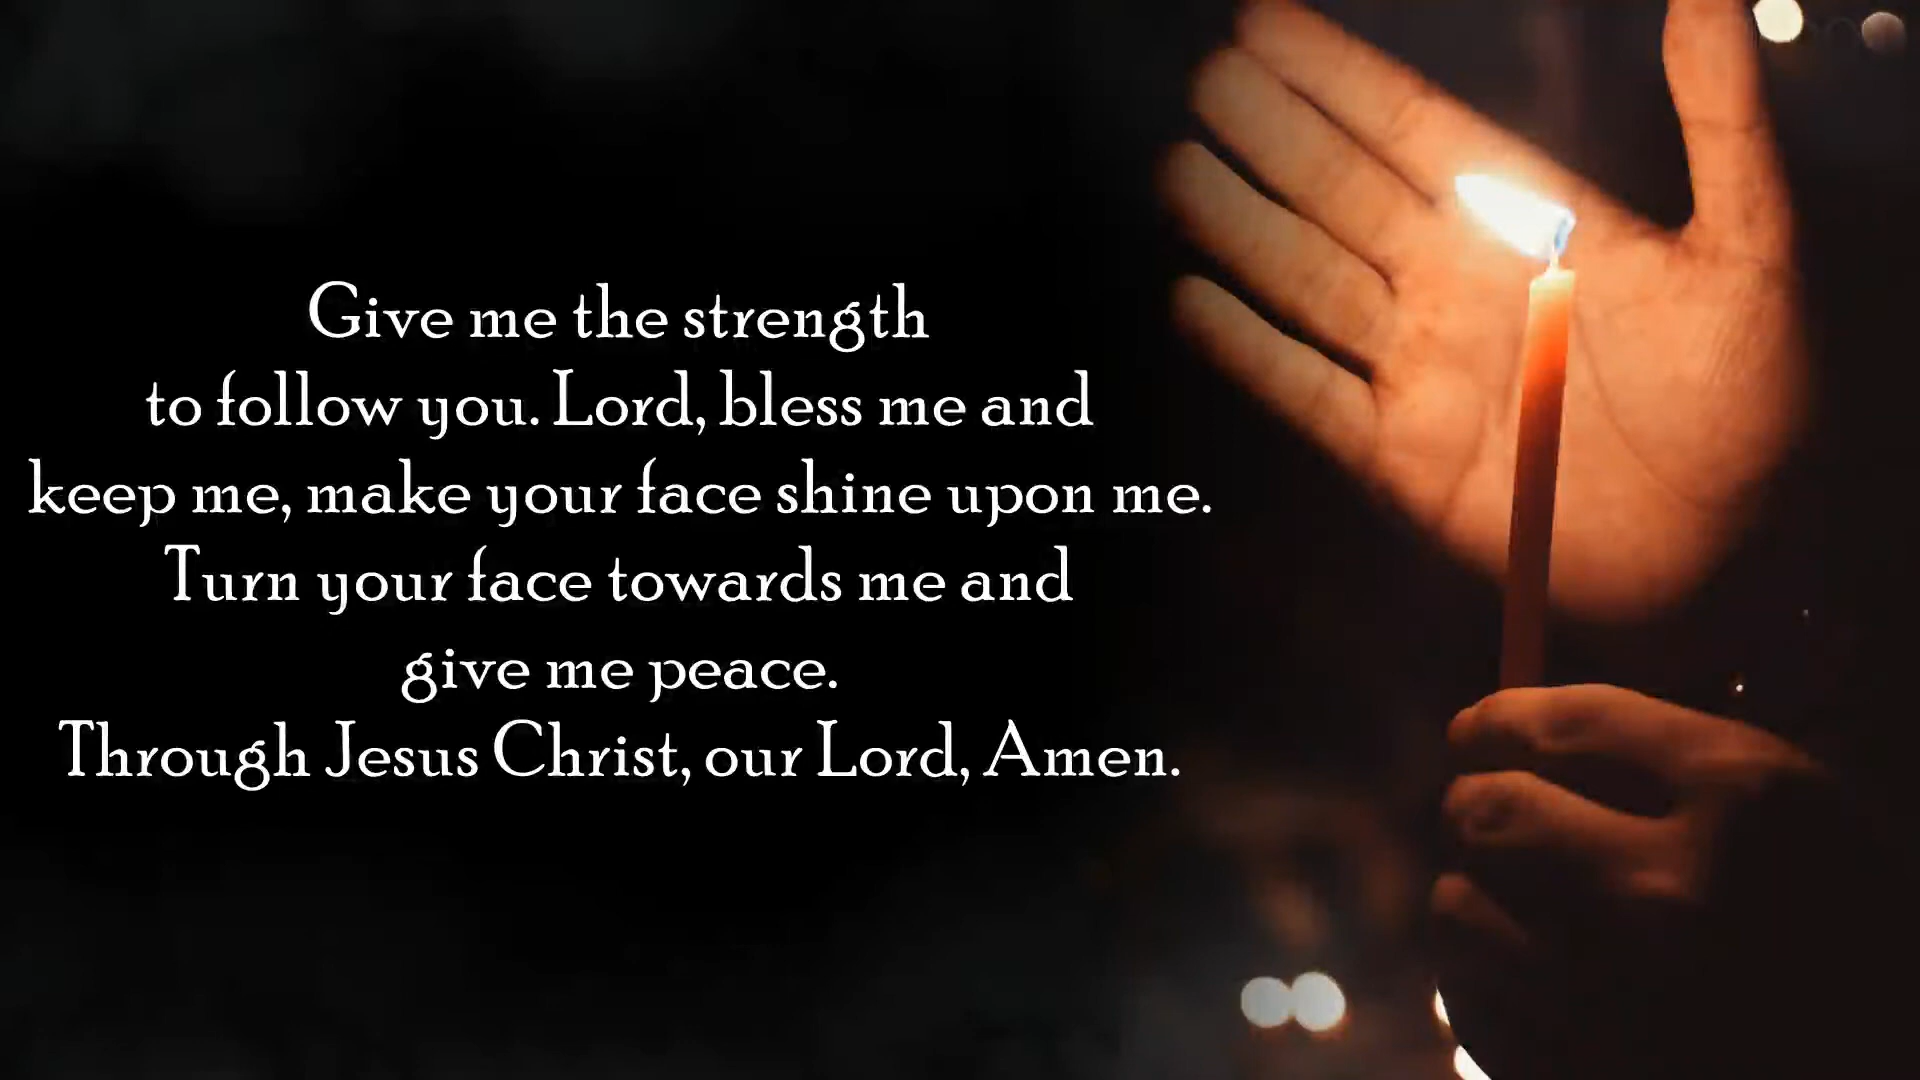 Give me the strength
to follow you. Lord, bless me and
keep me, make your face shine upon me.
Turn your face towards me and
give me peace.
Through Jesus Christ, our Lord, Amen.